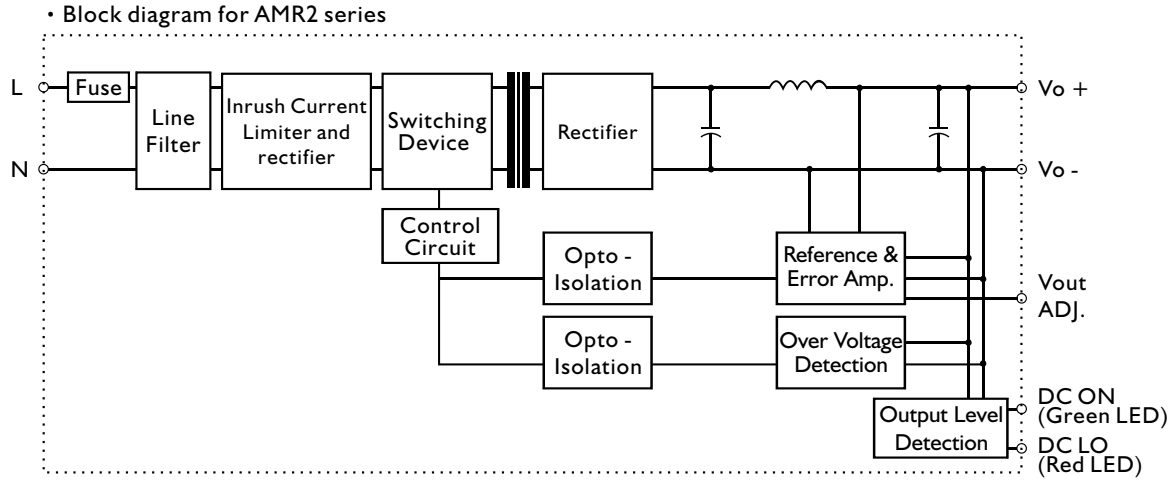 • Block diagram for AMR2 series
L
Fuse
Line
Filter
Inrush Current
Limiter and
rectifier
Switching
Device
Rectifier
Vo +
N
Vo -
Control
Circuit
Opto -
Isolation
Reference &
Error Amp.
Vout
ADJ.
Opto -
Isolation
Over Voltage
Detection
Output Level
Detection
DC ON
(Green LED)
DC LO
(Red LED)